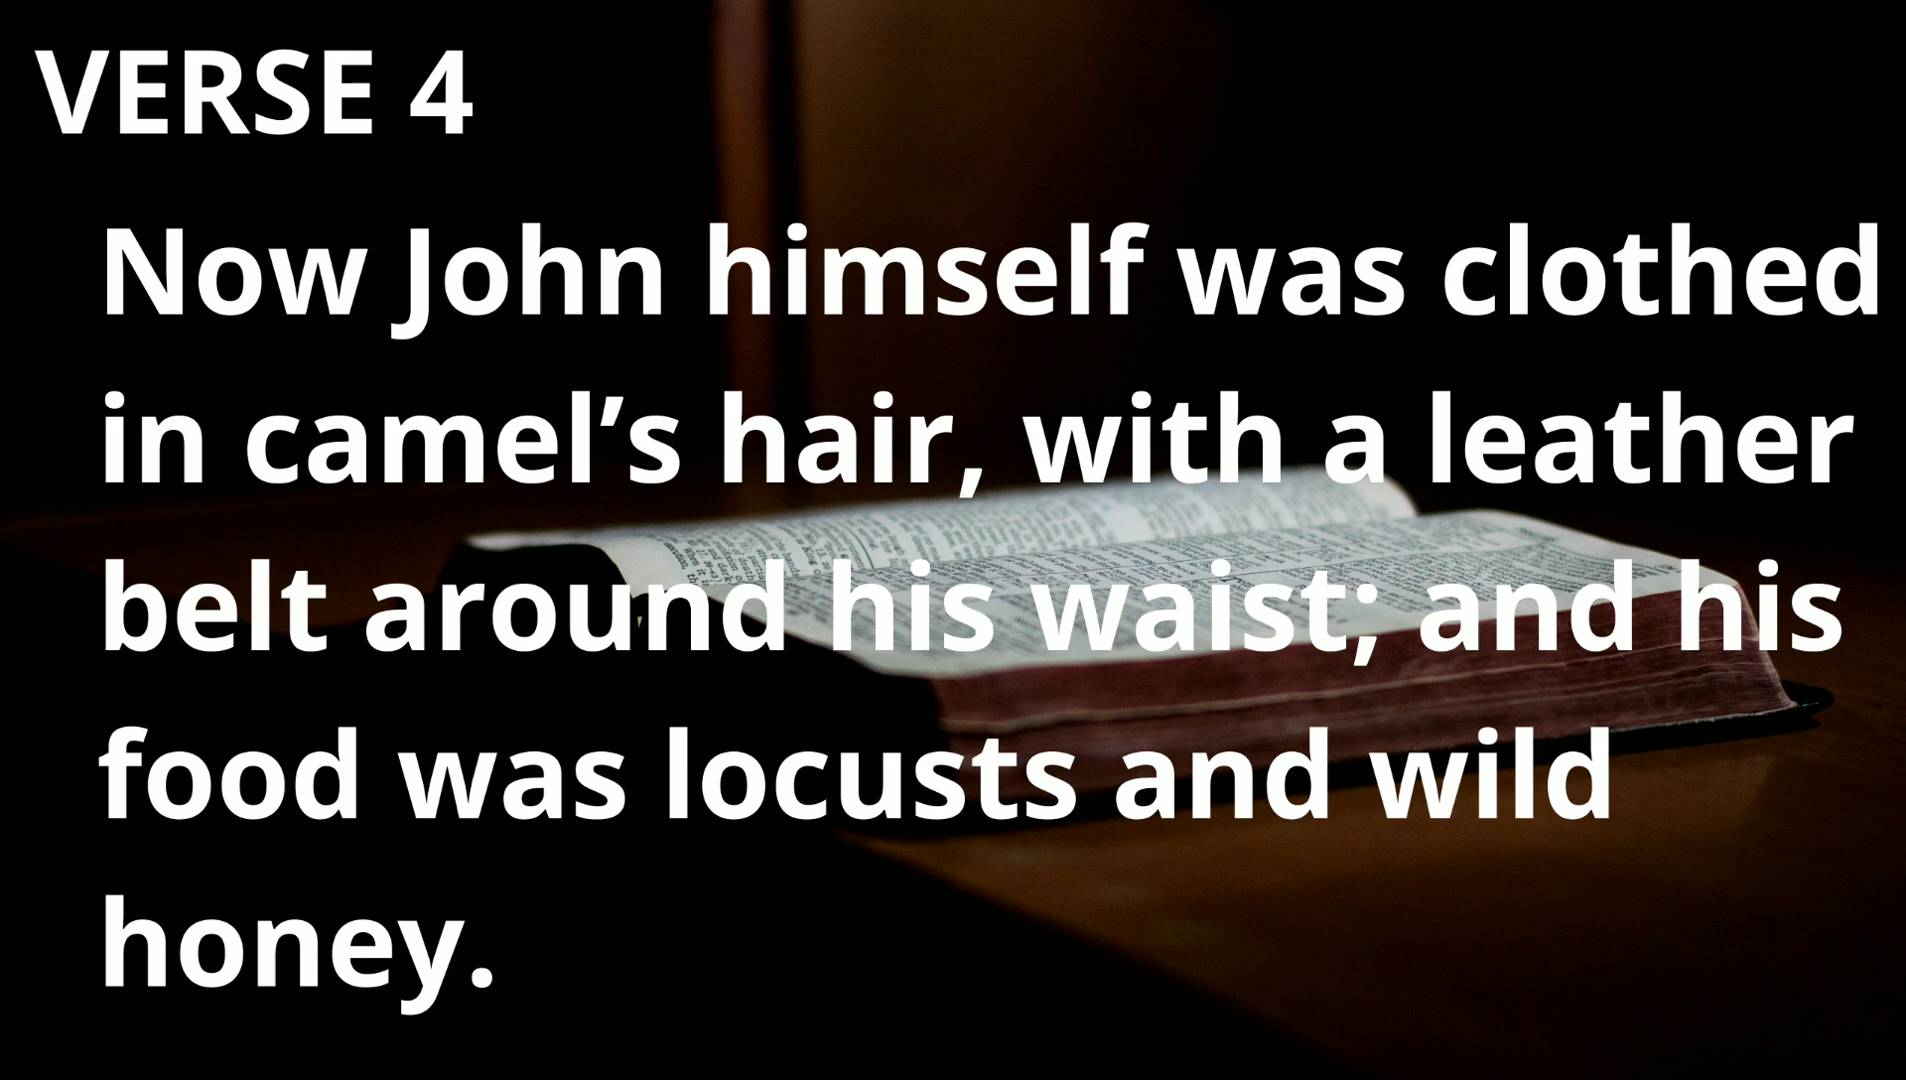 VERSE 4
Now John himself was clothed
in camel’s hair, with a leather
belt around his waist; and his
food was locusts and wild
honey.